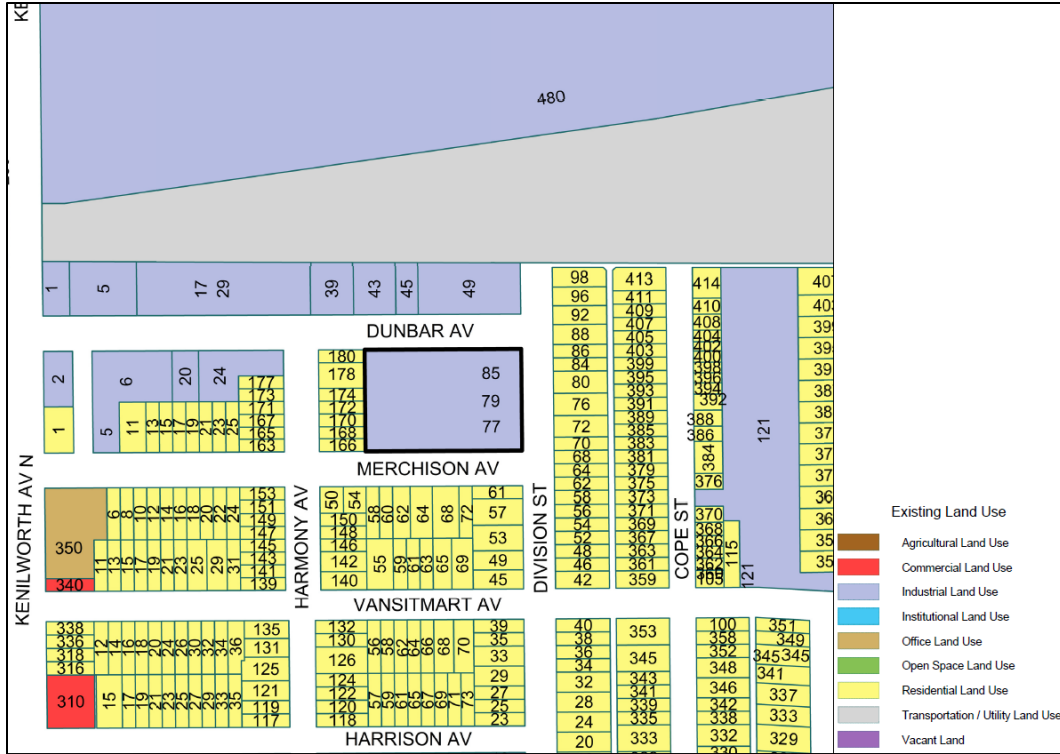 480
1 5 17 29 39 43 45 49
98 413 414 407
96 411 410
92 409 408
DUNBAR AV
407 404
88 405 402
180 86 403 400
2 6 20 24 178 85 84 399 398
177 80 395 396
173 174 79 393 394
171 172 76 391 392
1 5 11 13 15 17 19 21 23 25 167 170 77 72 389 388
165 168 385 386
163 166 70 383 384
MERCHISON AV
68 381
64 379 376
62 375
350 6 8 10 12 14 16 18 20 22 24 153 50 54 58 60 62 64 68 72 61 58 373
151 150 57 56 371 370
149 148 54 369 368
147 146 53 52 367 366
11 13 15 17 19 21 23 25 29 31 145 142 55 59 61 63 65 69 49 48 363 364 115
143 46 361 362
141 43
340 139 140 45 42 359 121
121
KENILWORTH AV N
HARMONY AV
DIVISION ST
COPE ST
VANSITMART AV
338 12 14 16 18 20 24 26 30 32 34 36 135 132 56 58 62 64 66 68 70 39 40 353 100 351
336 131 130 35 38 358 349
318 126 33 36 345 352 345 345
316 125 34 348 341
310 15 17 19 21 23 25 27 29 33 35 121 124 57 59 61 65 67 69 71 73 29 32 343 346 337
119 122 27 28 341 342 333
117 120 25 24 339 338 329
118 23 20 335 332
333 330
HARRISON AV
Existing Land Use
Agricultural Land Use
Commercial Land Use
Industrial Land Use
Institutional Land Use
Office Land Use
Open Space Land Use
Residential Land Use
Transportation / Utility Land Use
Vacant Land